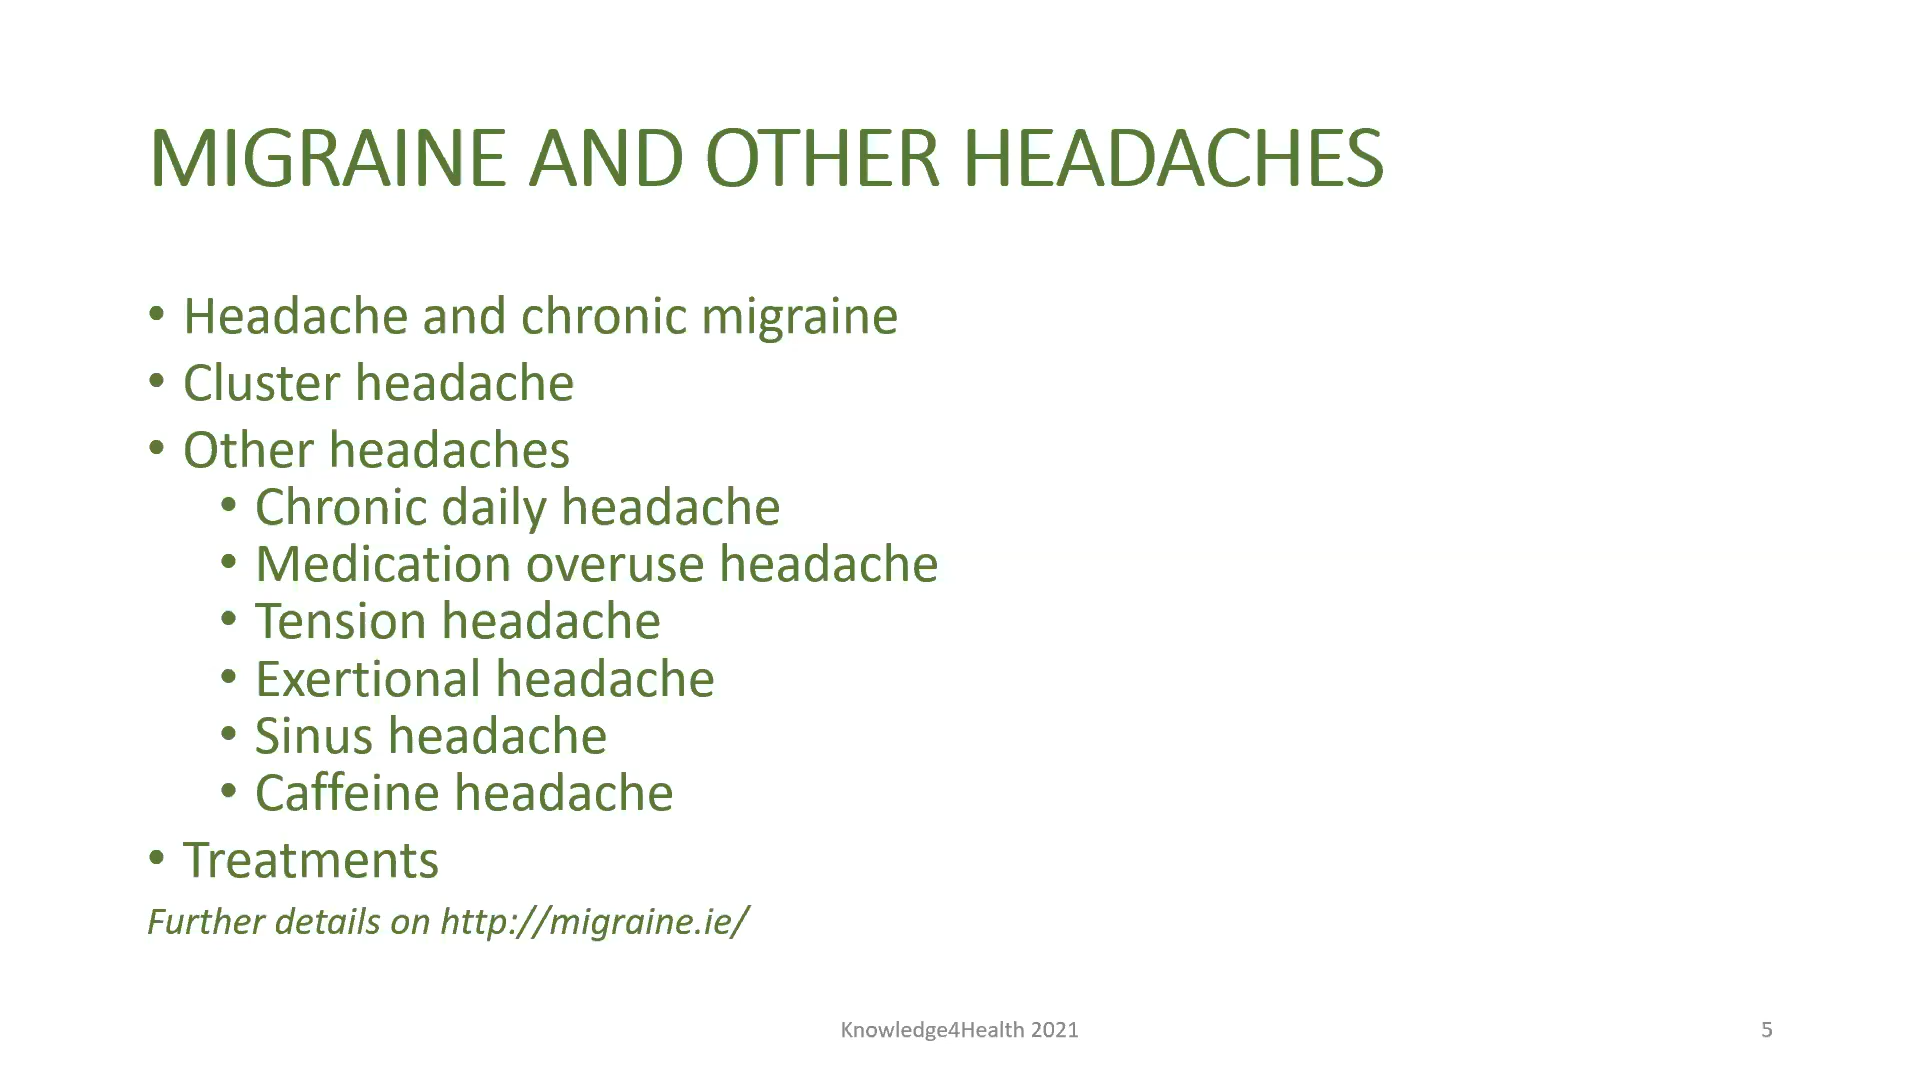 MIGRAINE AND OTHER HEADACHES
• Headache and chronic migraine
• Cluster headache
• Other headaches
• Chronic daily headache
• Medication overuse headache
• Tension headache
• Exertional headache
• Sinus headache
• Caffeine headache
• Treatments
Further details on http://migraine.ie/
Knowledge4Health 2021
5